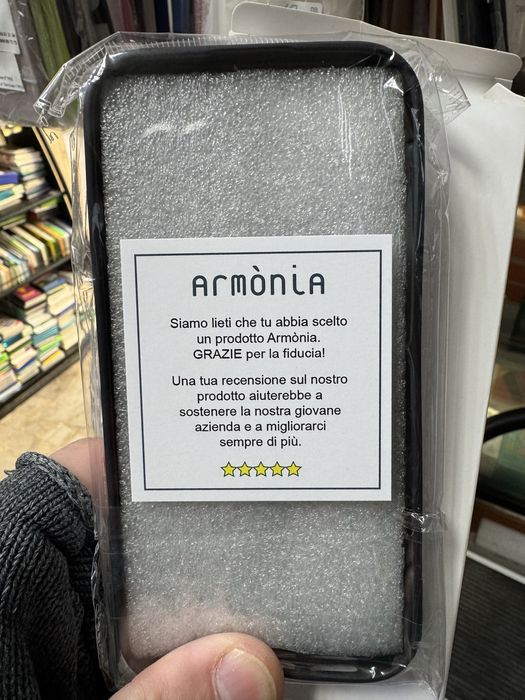 Armònia
Siamo lieti che tu abbia scelto
un prodotto Armònia.
GRAZIE per la fiducia!
Una tua recensione sul nostro
prodotto aiuterebbe a
sostenere la nostra giovane
azienda e a migliorarci
sempre di più.